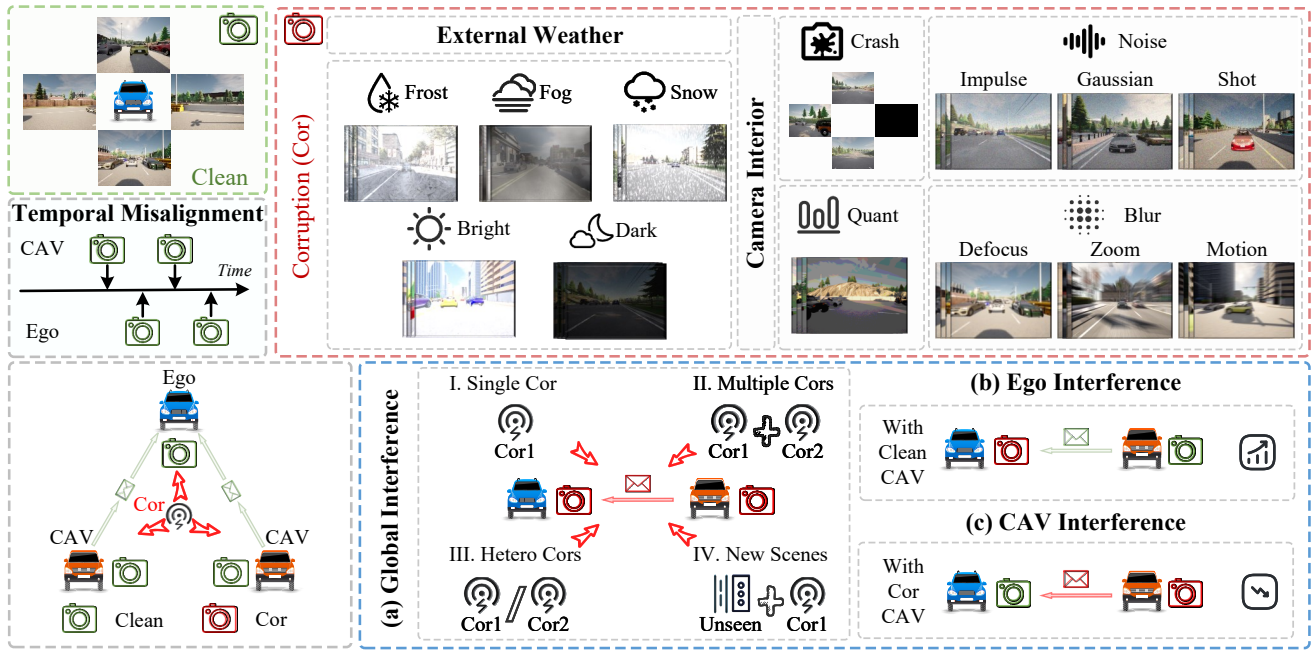 Clean
Temporal Misalignment
CAV
Time
Ego
Corruption (Cor)
External Weather
Frost
Fog
Snow
Bright
Dark
Camera Interior
Crash
Noise
Impulse
Gaussian
Shot
Quant
Blur
Defocus
Zoom
Motion
Ego
Cor
CAV
CAV
Clean
Cor
(a) Global Interference
I. Single Cor
Cor1
II. Multiple Cors
Cor1
Cor2
III. Hetero Cors
Cor1
Cor2
IV. New Scenes
Unseen
Cor1
(b) Ego Interference
With
Clean
CAV
(c) CAV Interference
With
Cor
CAV